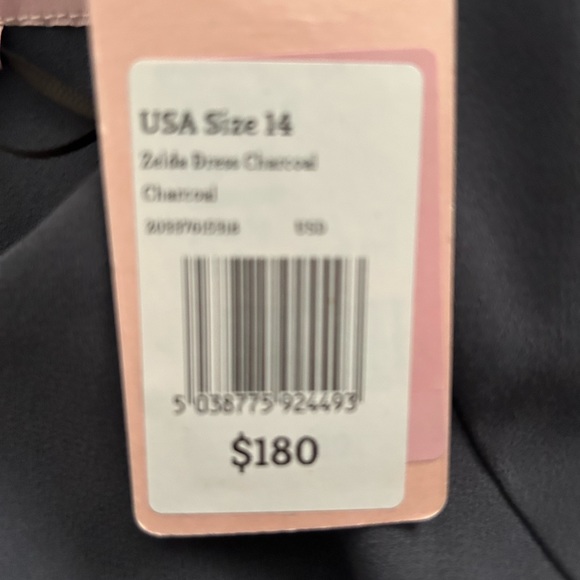 USA Size 14
Zelda Dress Charcoal
Charcoal
USD
5 038775 924493
$180